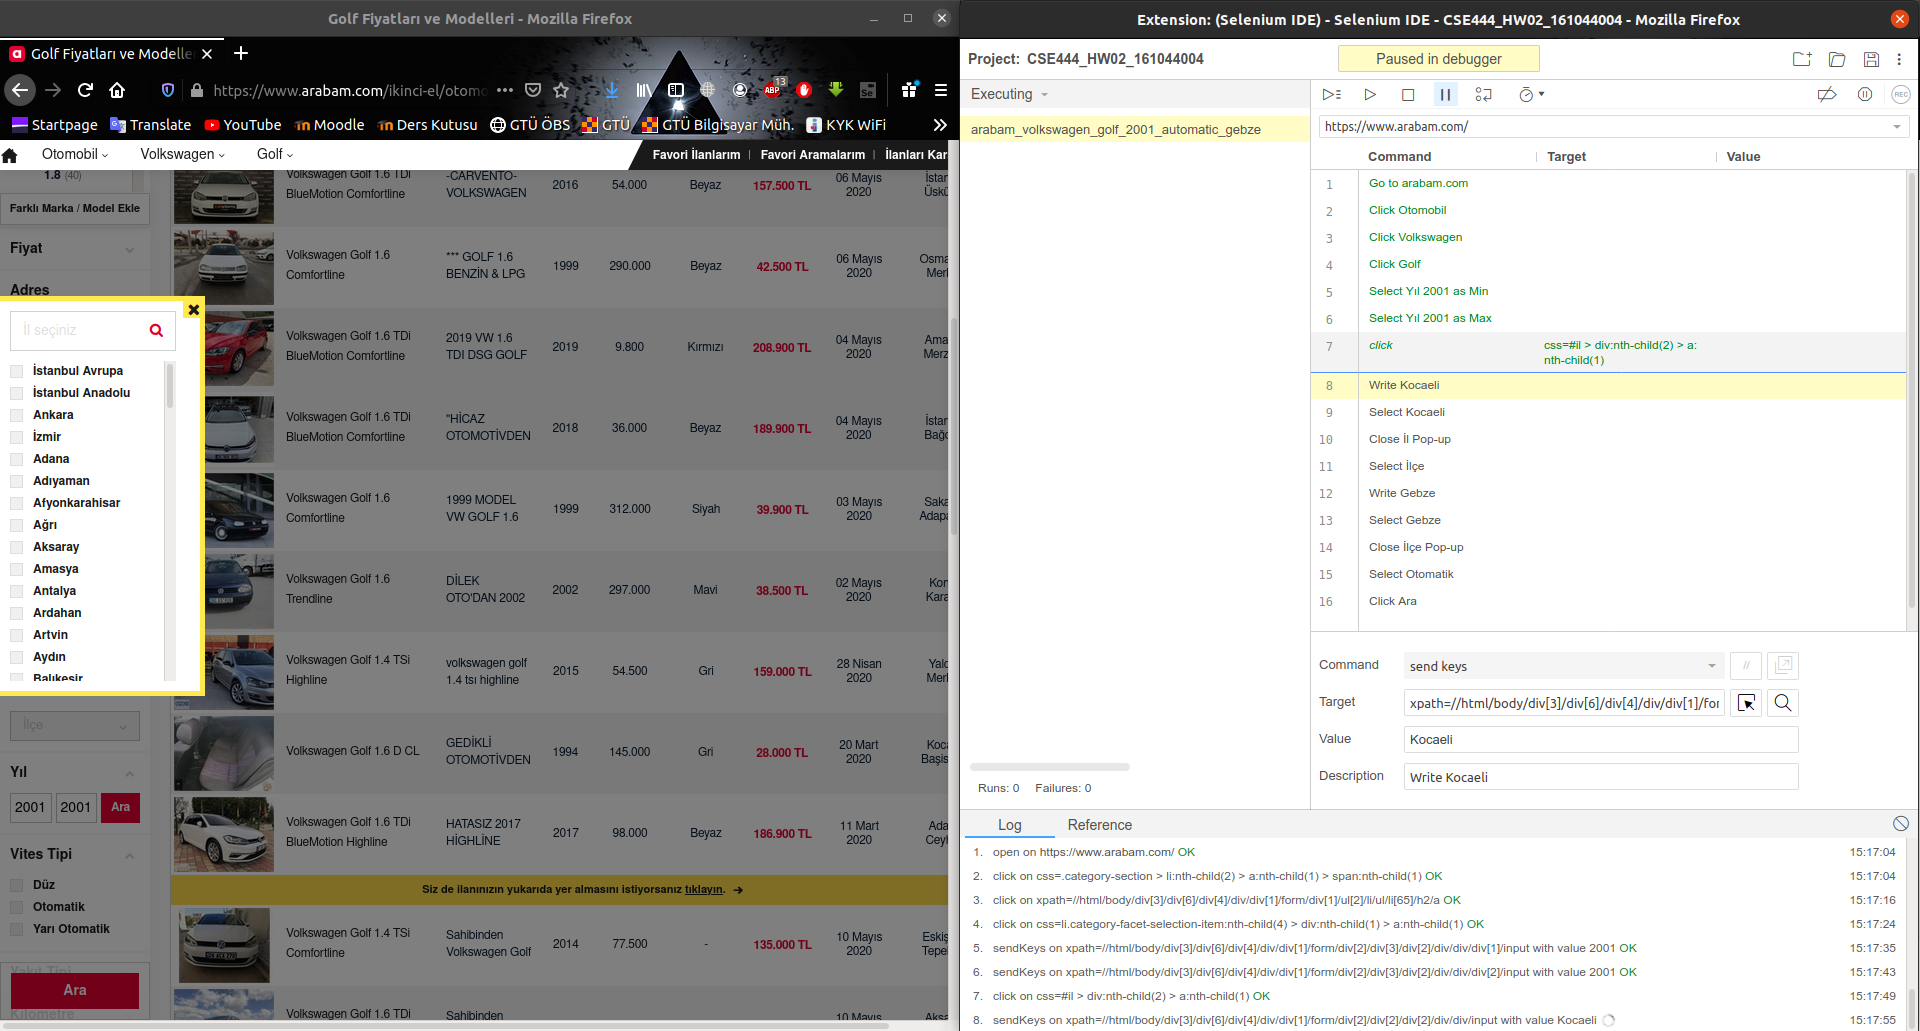 Golf Fiyatları ve Modelleri - Mozilla Firefox
Golf Fiyatları ve Modelle
https://www.arabam.com/ikinci-el/otomo
13
ABP
Se
Startpage
Translate
YouTube
Moodle
Ders Kutusu
GTÜ ÖBS
GTÜ
GTÜ Bilgisayar Müh.
KYK WiFi
Otomobil
Volkswagen
Golf
Favori İlanlarım | Favori Aramalarım | İlanları Kar
1.8 (40)
Farklı Marka / Model Ekle
Fiyat
Adres
İl seçiniz
İstanbul Avrupa
İstanbul Anadolu
Ankara
İzmir
Adana
Adıyaman
Afyonkarahisar
Ağrı
Aksaray
Amasya
Antalya
Ardahan
Artvin
Aydın
Balıkesir
İlçe
Yıl
2001 2001 Ara
Vites Tipi
Düz
Otomatik
Yarı Otomatik
Yakıt Tipi
Ara
Kilometre
Volkswagen Golf 1.6 TDi BlueMotion Comfortline -CARVENTO- VOLKSWAGEN 2016 54.000 Beyaz 157.500 TL 06 Mayıs 2020 İstar Üskü
Volkswagen Golf 1.6 Comfortline *** GOLF 1.6 BENZİN & LPG 1999 290.000 Beyaz 42.500 TL 06 Mayıs 2020 Osma Merl
Volkswagen Golf 1.6 TDi BlueMotion Comfortline 2019 VW 1.6 TDI DSG GOLF 2019 9.800 Kırmızı 208.900 TL 04 Mayıs 2020 Ama Merz
Volkswagen Golf 1.6 TDi BlueMotion Comfortline "HİCAZ OTOMOTİVDEN 2018 36.000 Beyaz 189.900 TL 04 Mayıs 2020 İstar Bağc
Volkswagen Golf 1.6 Comfortline 1999 MODEL VW GOLF 1.6 1999 312.000 Siyah 39.900 TL 03 Mayıs 2020 Saka Adapa
Volkswagen Golf 1.6 Trendline DİLEK OTO'DAN 2002 2002 297.000 Mavi 38.500 TL 02 Mayıs 2020 Kon Kara
Volkswagen Golf 1.4 TSi Highline volkswagen golf 1.4 tsı highline 2015 54.500 Gri 159.000 TL 28 Nisan 2020 Yalo Merk
Volkswagen Golf 1.6 D CL GEDİKLİ OTOMOTİVDEN 1994 145.000 Gri 28.000 TL 20 Mart 2020 Koca Başis
Volkswagen Golf 1.6 TDi BlueMotion Highline HATASIZ 2017 HİGHLİNE 2017 98.000 Beyaz 186.900 TL 11 Mart 2020 Ada Ceyl
Siz de ilanınızın yukarıda yer almasını istiyorsanız tıklayın. →
Volkswagen Golf 1.4 TSi Comfortline Sahibinden Volkswagen Golf 2014 77.500 - 135.000 TL 10 Mayıs 2020 Eskiş Tepel
Volkswagen Golf 1.6 TDi Sahibinden 10 Mayıs Aksa
Extension: (Selenium IDE) - Selenium IDE - CSE444_HW02_161044004 - Mozilla Firefox
Project: CSE444_HW02_161044004
Paused in debugger
Executing
REC
arabam_volkswagen_golf_2001_automatic_gebze
https://www.arabam.com/
Command Target Value
1 Go to arabam.com
2 Click Otomobil
3 Click Volkswagen
4 Click Golf
5 Select Yıl 2001 as Min
6 Select Yıl 2001 as Max
7 click css=#il > div:nth-child(2) > a:
nth-child(1)
8 Write Kocaeli
9 Select Kocaeli
10 Close İl Pop-up
11 Select İlçe
12 Write Gebze
13 Select Gebze
14 Close İlçe Pop-up
15 Select Otomatik
16 Click Ara
Command send keys //
Target xpath=//html/body/div[3]/div[6]/div[4]/div/div[1]/for
Value Kocaeli
Description Write Kocaeli
Runs: 0 Failures: 0
Log Reference
1. open on https://www.arabam.com/ OK 15:17:04
2. click on css=.category-section > li:nth-child(2) > a:nth-child(1) > span:nth-child(1) OK 15:17:04
3. click on xpath=//html/body/div[3]/div[6]/div[4]/div/div[1]/form/div[1]/ul[2]/li/ul/li[65]/h2/a OK 15:17:16
4. click on css=li.category-facet-selection-item:nth-child(4) > div:nth-child(1) > a:nth-child(1) OK 15:17:24
5. sendKeys on xpath=//html/body/div[3]/div[6]/div[4]/div/div[1]/form/div[2]/div[3]/div[2]/div/div/div[1]/input with value 2001 OK 15:17:35
6. sendKeys on xpath=//html/body/div[3]/div[6]/div[4]/div/div[1]/form/div[2]/div[3]/div[2]/div/div/div[2]/input with value 2001 OK 15:17:43
7. click on css=#il > div:nth-child(2) > a:nth-child(1) OK 15:17:49
8. sendKeys on xpath=//html/body/div[3]/div[6]/div[4]/div/div[1]/form/div[2]/div[2]/div[2]/div/div/input with value Kocaeli 15:17:55